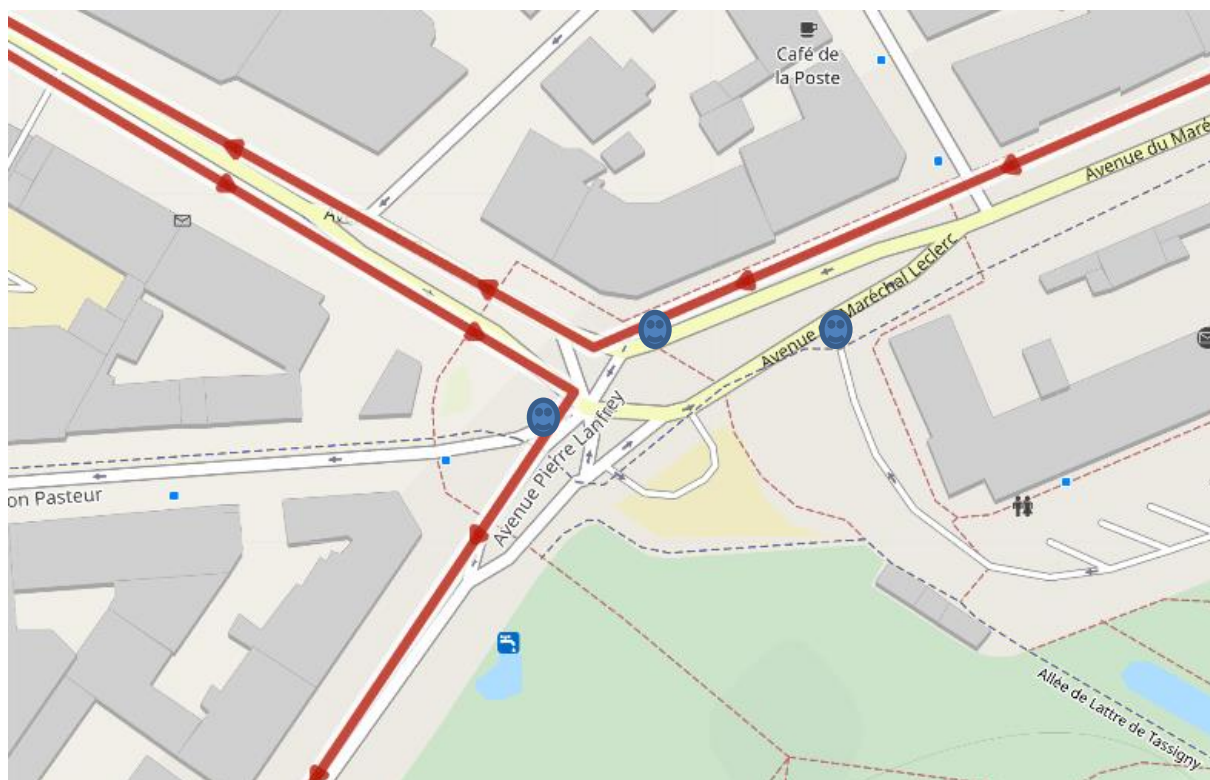 Café de
la Poste
Avenue du Maré
Av
Avenue
Maréchal Leclerc
Avenue Pierre Lanfrey
on Pasteur
Allée de Lattre de Tassigny